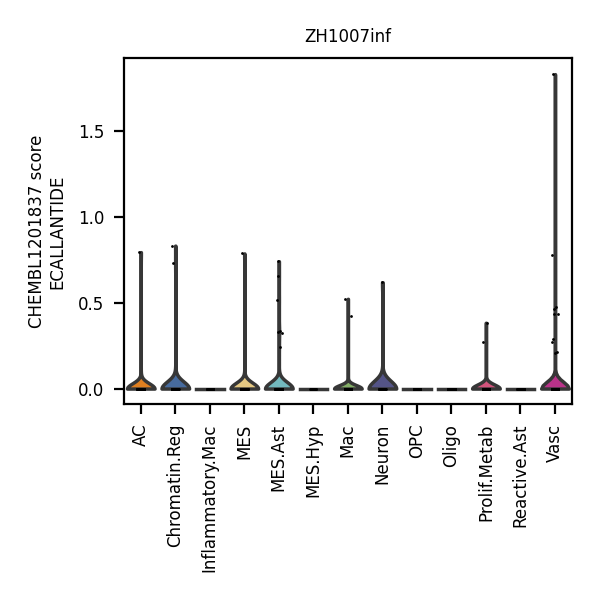 ZH1007inf
CHEMBL1201837 score
ECALLANTIDE
1.5
1.0
0.5
0.0
AC
Chromatin.Reg
Inflammatory.Mac
MES
MES.Ast
MES.Hyp
Mac
Neuron
OPC
Oligo
Prolif.Metab
Reactive.Ast
Vasc